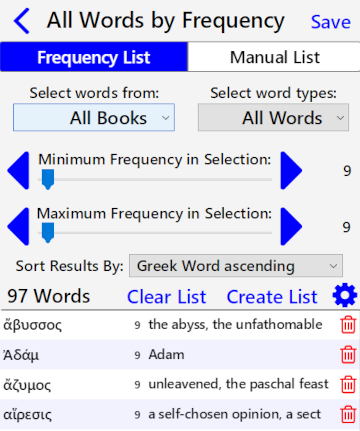 All Words by Frequency Save
Frequency List Manual List
Select words from: Select word types:
All Books All Words
Minimum Frequency in Selection:
9
Maximum Frequency in Selection:
9
Sort Results By: Greek Word ascending
97 Words Clear List Create List
ἄβυσσος 9 the abyss, the unfathomable
Ἀδάμ 9 Adam
ἄζυμος 9 unleavened, the paschal feast
αἵρεσις 9 a self-chosen opinion, a sect